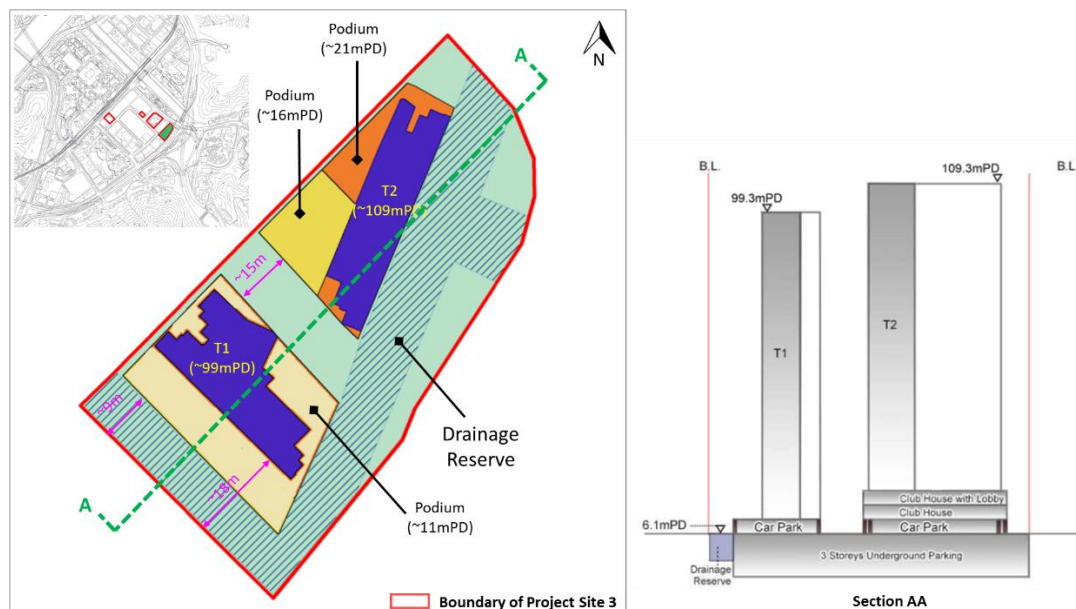 Podium
(~21mPD)
Podium
(~16mPD)
A
N
T2
(~109mPD)
~15m
T1
(~99mPD)
~9m
~18m
Drainage
Reserve
A
Podium
(~11mPD)
Boundary of Project Site 3
B.L.
B.L.
109.3mPD
99.3mPD
T1
T2
Club House with Lobby
Club House
Car Park
Car Park
6.1mPD
3 Storeys Underground Parking
Drainage
Reserve
Section AA